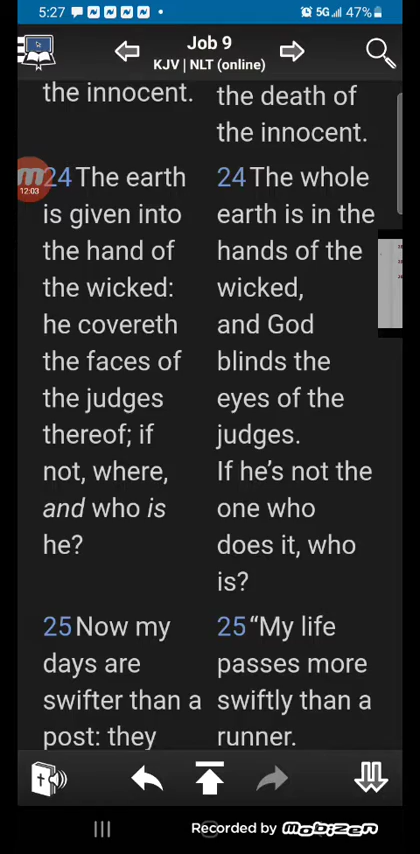 5:27
5G 47%
Job 9
KJV | NLT (online)
the innocent.
24 The earth
is given into
the hand of
the wicked:
he covereth
the faces of
the judges
thereof; if
not, where,
and who is
he?
25 Now my
days are
swifter than a
post: they
the death of
the innocent.
24 The whole
earth is in the
hands of the
wicked,
and God
blinds the
eyes of the
judges.
If he's not the
one who
does it, who
is?
25 “My life
passes more
swiftly than a
runner.
12:03
Recorded by mobizen